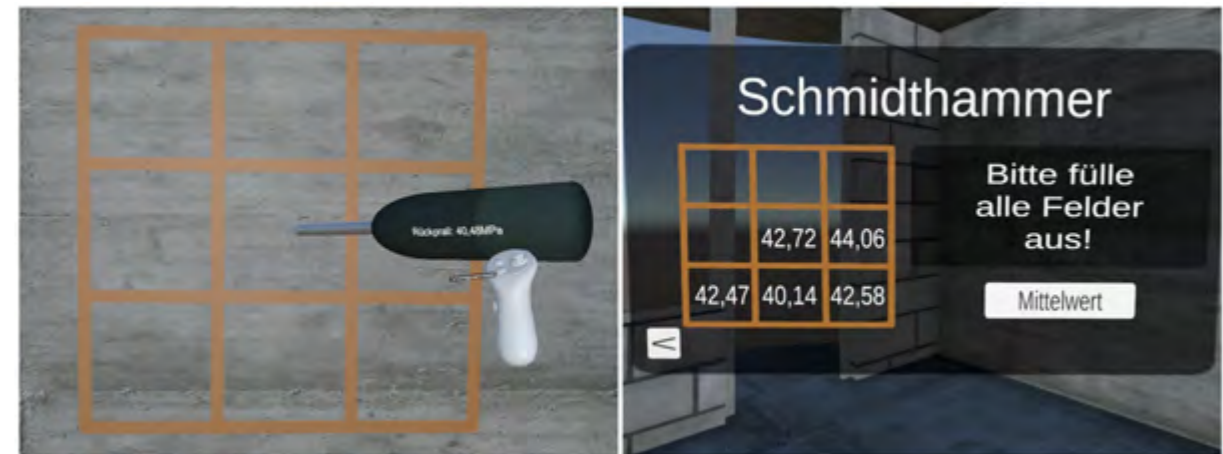 Rückprall: 40,48MPa
Schmidthammer
42,72 44,06
42,47 40,14 42,58
Bitte fülle
alle Felder
aus!
Mittelwert
<